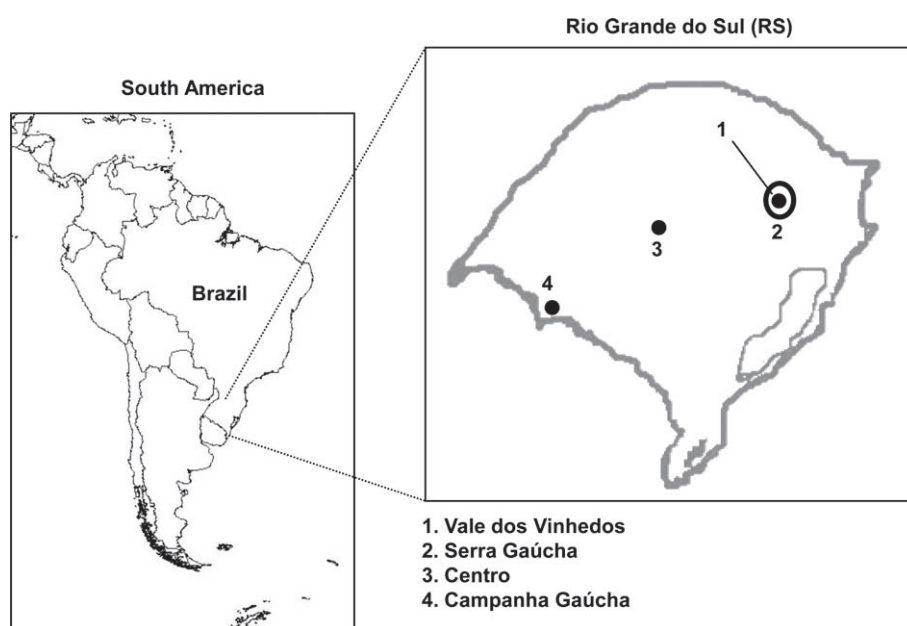 South America
Brazil
Rio Grande do Sul (RS)
1
2
3
4
1. Vale dos Vinhedos
2. Serra Gaúcha
3. Centro
4. Campanha Gaúcha